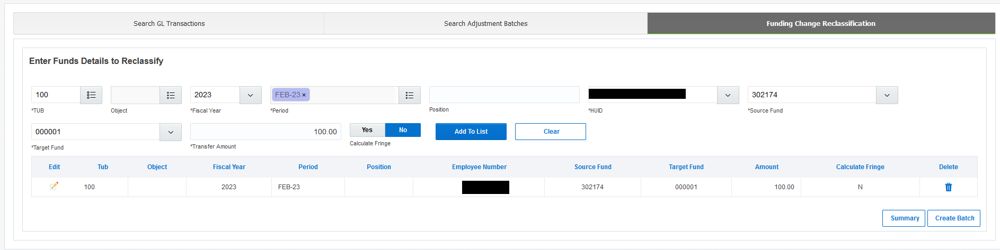 Search GL Transactions
Search Adjustment Batches
Funding Change Reclassification
Enter Funds Details to Reclassify
100
2023
FEB-23 ×
302174
*TUB
Object
*Fiscal Year
*Period
Position
*HUID
*Source Fund
000001
100.00
Yes
No
Add To List
Clear
*Target Fund
*Transfer Amount
Calculate Fringe
Edit Tub Object Fiscal Year Period Position Employee Number Source Fund Target Fund Amount Calculate Fringe Delete
100 2023 FEB-23 302174 000001 100.00 N
Summary
Create Batch